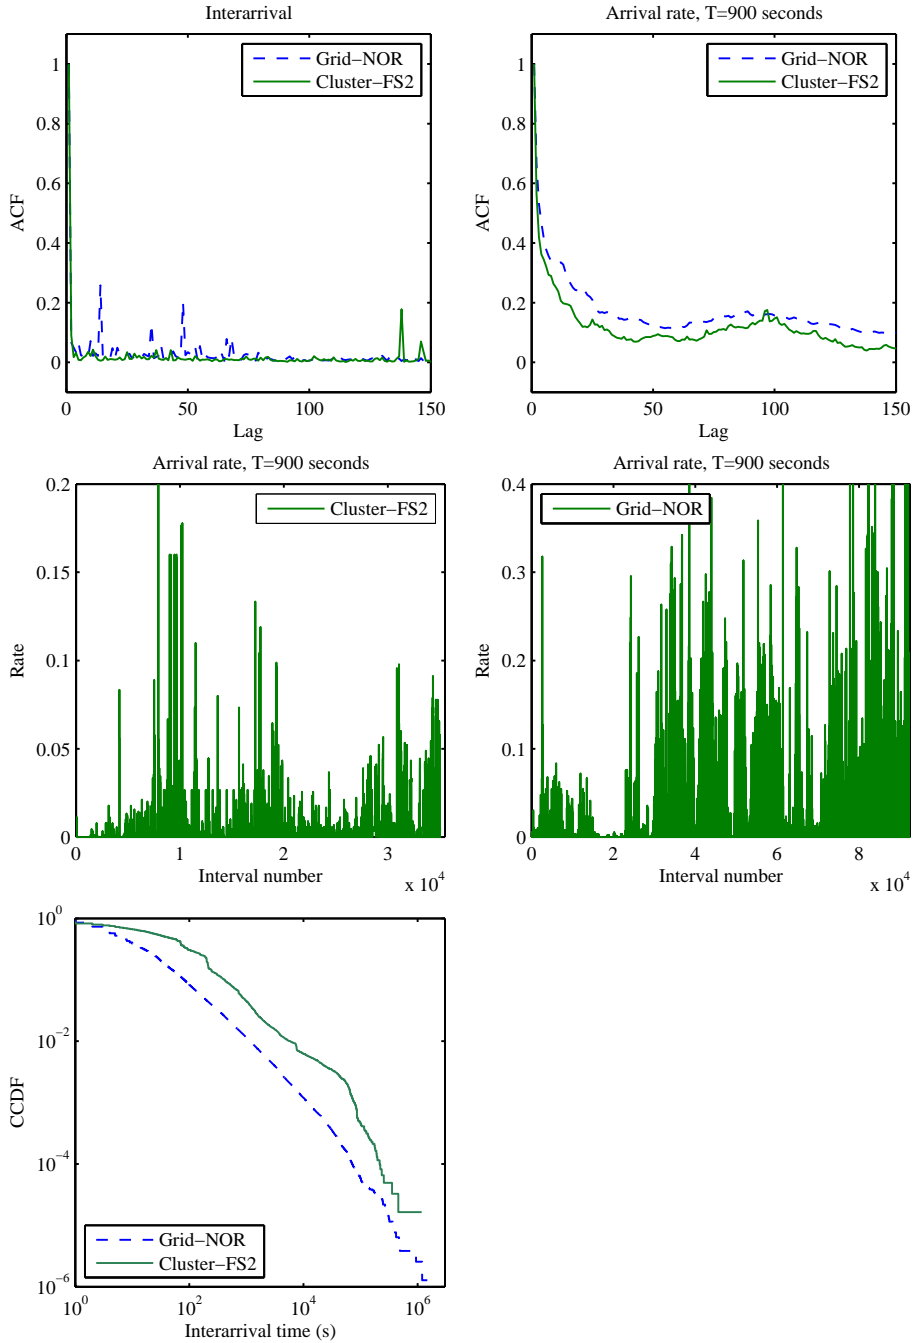 Interarrival
Grid−NOR
Cluster−FS2
1
0.8
0.6
0.4
0.2
0
ACF
0 50 100 150
Lag
Arrival rate, T=900 seconds
Grid−NOR
Cluster−FS2
1
0.8
0.6
0.4
0.2
0
ACF
0 50 100 150
Lag
Arrival rate, T=900 seconds
Cluster−FS2
0.2
0.15
0.1
0.05
0
Rate
0 1 2 3
Interval number
x 10^4
Arrival rate, T=900 seconds
Grid−NOR
0.4
0.3
0.2
0.1
0
Rate
0 2 4 6 8
Interval number
x 10^4
10^0
10^−2
10^−4
10^−6
CCDF
Grid−NOR
Cluster−FS2
10^0 10^2 10^4 10^6
Interarrival time (s)